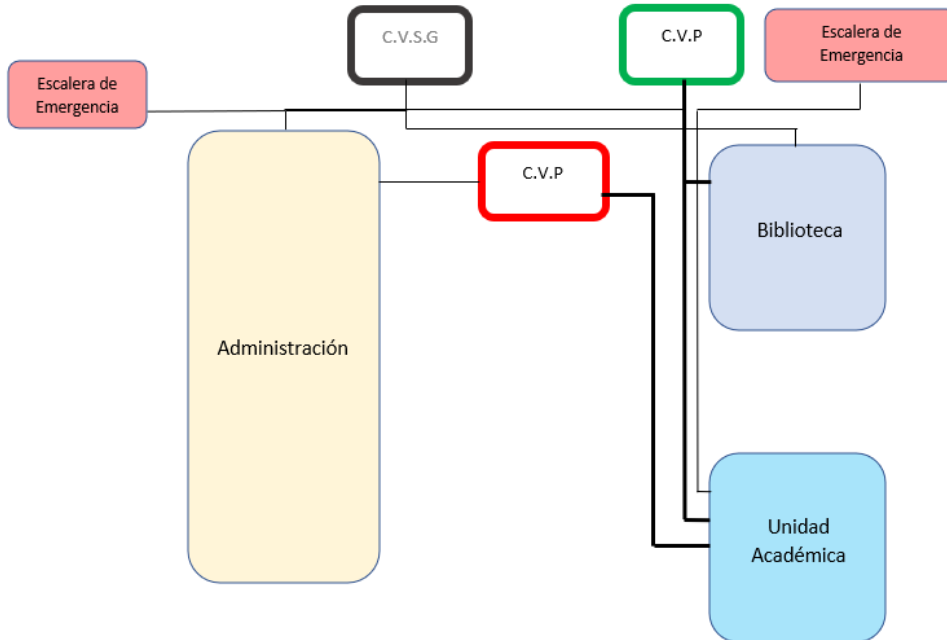 C.V.S.G
C.V.P
Escalera de
Emergencia
Escalera de
Emergencia
C.V.P
Biblioteca
Administración
Unidad
Académica